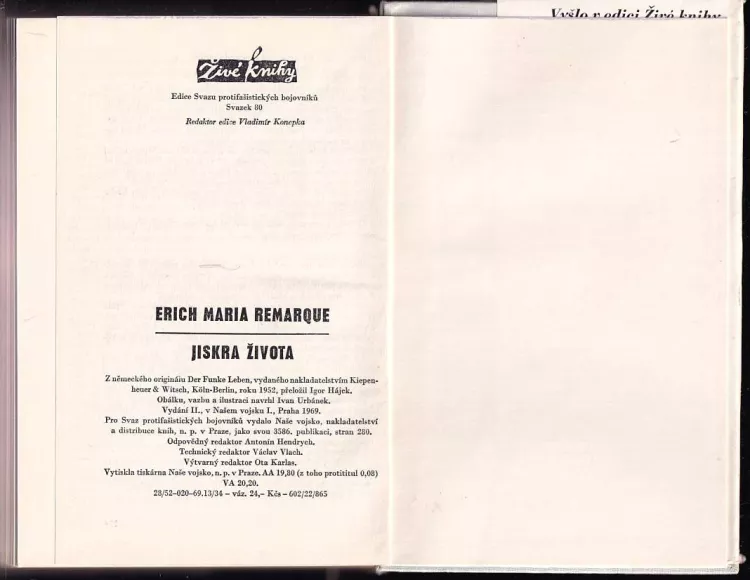 Vyšlo v edici Živé knihy
Živé knihy
Edice Svazu protifašistických bojovníků
Svazek 80
Redaktor edice Vladimír Konopka
ERICH MARIA REMARQUE
JISKRA ŽIVOTA
Z německého originálu Der Funke Leben, vydaného nakladatelstvím Kiepen-
heuer & Witsch, Köln-Berlin, roku 1952, přeložil Igor Hájek.
Obálku, vazbu a ilustraci navrhl Ivan Urbánek.
Vydání II., v Našem vojsku I., Praha 1969.
Pro Svaz protifašistických bojovníků vydalo Naše vojsko, nakladatelství
a distribuce knih, n. p. v Praze, jako svou 3586. publikaci, stran 280.
Odpovědný redaktor Antonín Hendrych.
Technický redaktor Václav Vlach.
Výtvarný redaktor Ota Karlas.
Vytiskla tiskárna Naše vojsko, n. p. v Praze. AA 19,80 (z toho protititul 0,08)
VA 20,20.
28/52-020-69.13/34 – váz. 24,– Kčs – 602/22/865